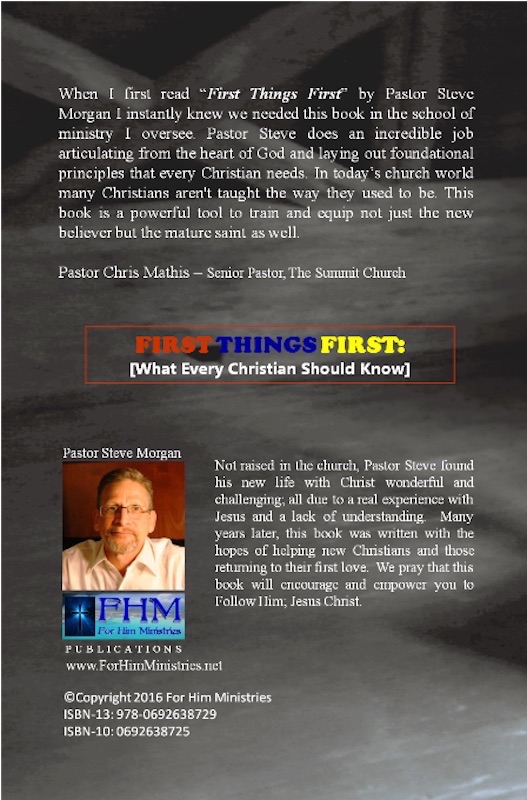 When I first read “First Things First” by Pastor Steve
Morgan I instantly knew we needed this book in the school of
ministry I oversee. Pastor Steve does an incredible job
articulating from the heart of God and laying out foundational
principles that every Christian needs. In today’s church world
many Christians aren't taught the way they used to be. This
book is a powerful tool to train and equip not just the new
believer but the mature saint as well.
Pastor Chris Mathis – Senior Pastor, The Summit Church
FIRST THINGS FIRST:
[What Every Christian Should Know]
Pastor Steve Morgan
Not raised in the church, Pastor Steve found
his new life with Christ wonderful and
challenging; all due to a real experience with
Jesus and a lack of understanding. Many
years later, this book was written with the
hopes of helping new Christians and those
returning to their first love. We pray that this
book will encourage and empower you to
Follow Him; Jesus Christ.
FHM
For Him Ministries
PUBLICATIONS
www.ForHimMinistries.net
©Copyright 2016 For Him Ministries
ISBN-13: 978-0692638729
ISBN-10: 0692638725